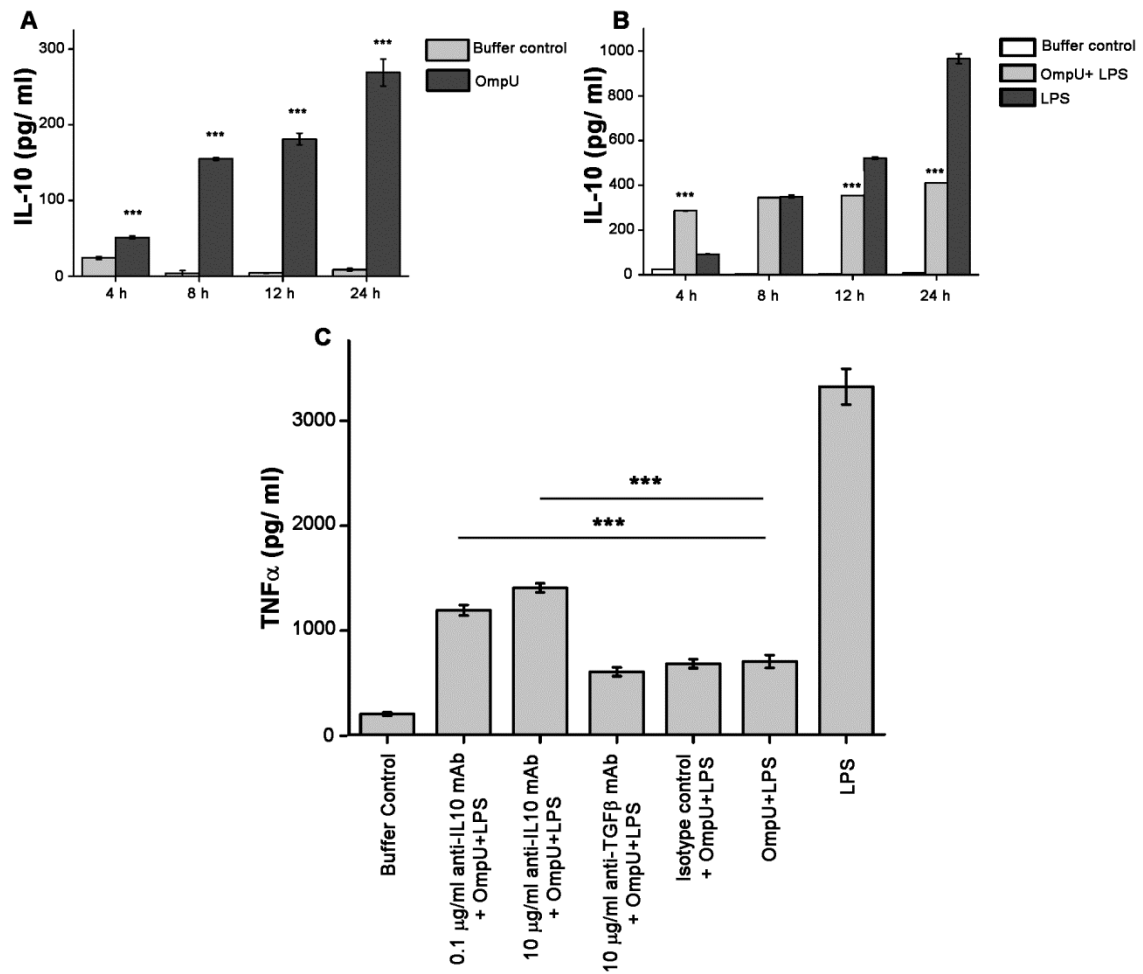 A
IL-10 (pg/ ml)
300
200
100
0
***
***
***
***
4 h
8 h
12 h
24 h
Buffer control
OmpU
B
IL-10 (pg/ ml)
1000
800
600
400
200
0
***
***
***
4 h
8 h
12 h
24 h
Buffer control
OmpU+ LPS
LPS
C
TNFα (pg/ ml)
3000
2000
1000
0
***
***
Buffer Control
0.1 µg/ml anti-IL10 mAb
+ OmpU+LPS
10 µg/ml anti-IL10 mAb
+ OmpU+LPS
10 µg/ml anti-TGFβ mAb
+ OmpU+LPS
Isotype control
+ OmpU+LPS
OmpU+LPS
LPS